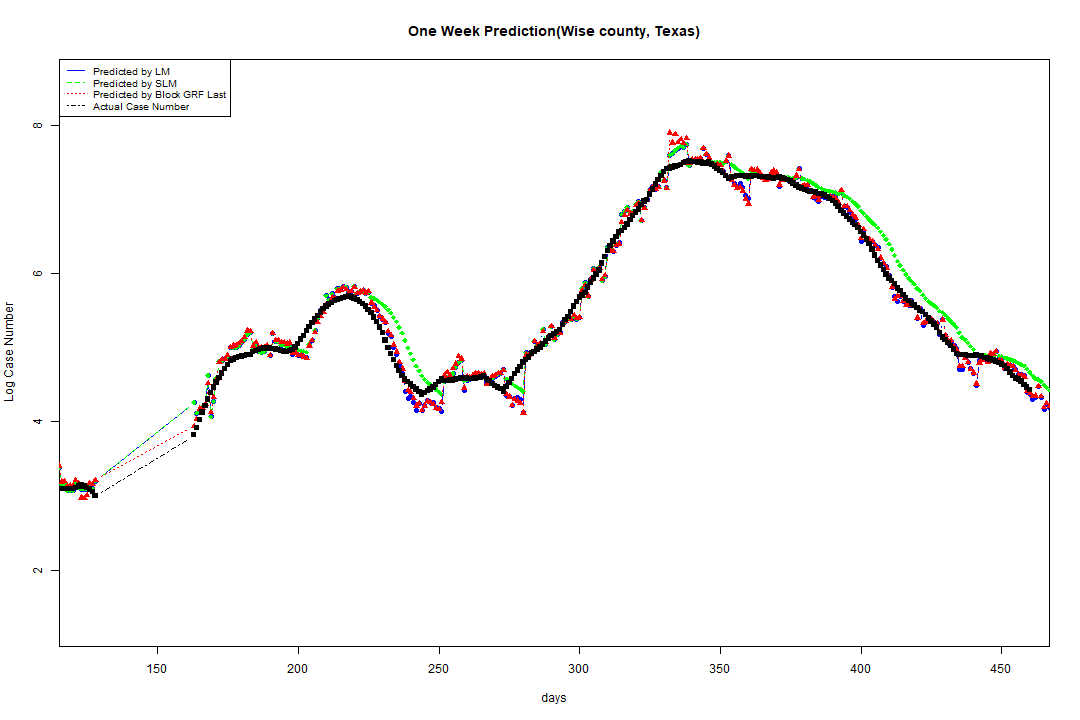 One Week Prediction(Wise county, Texas)
Predicted by LM
Predicted by SLM
Predicted by Block GRF Last
Actual Case Number
8
6
4
2
Log Case Number
150 200 250 300 350 400 450
days